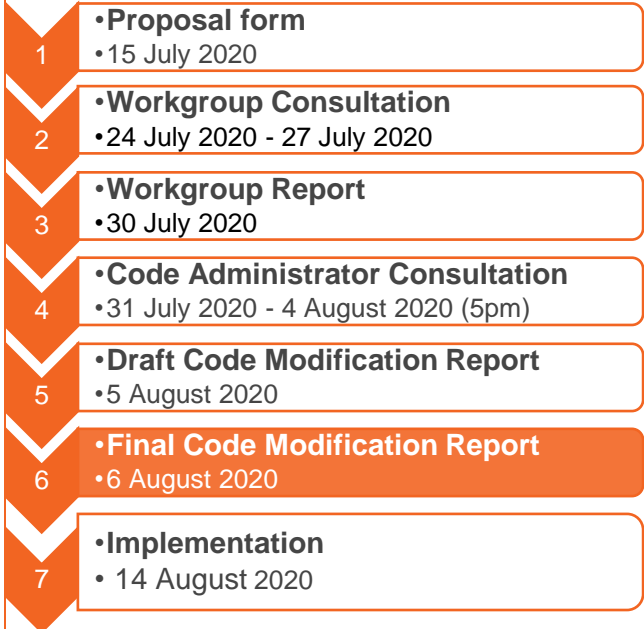 1
•Proposal form
•15 July 2020
2
•Workgroup Consultation
•24 July 2020 - 27 July 2020
3
•Workgroup Report
•30 July 2020
4
•Code Administrator Consultation
•31 July 2020 - 4 August 2020 (5pm)
5
•Draft Code Modification Report
•5 August 2020
6
•Final Code Modification Report
•6 August 2020
7
•Implementation
• 14 August 2020